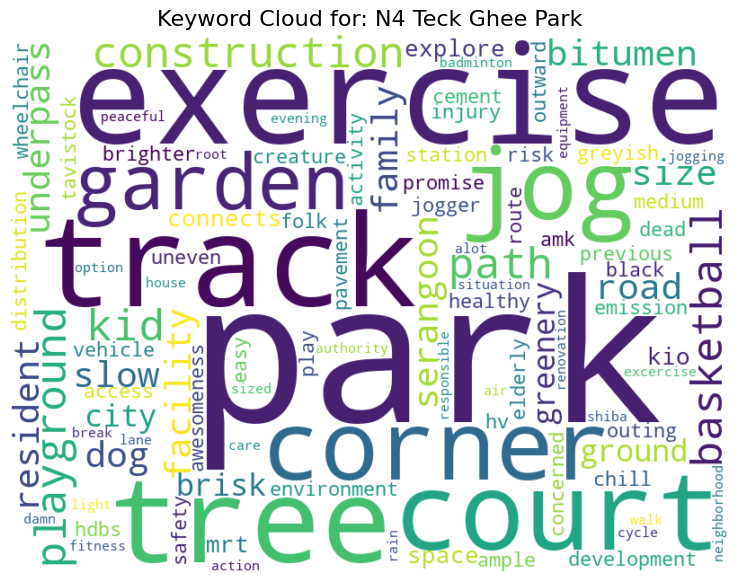 Keyword Cloud for: N4 Teck Ghee Park
wheelchair
underpass
construction
explore
badminton
outward
bitumen
exercise
peaceful
evening
cement
injury
equipment
tavistock
brighter
root
creature
activity
family
station
risk
greyish
jogging
garden
promise
jog
size
medium
connects
folk
jogger
route
distribution
track
uneven
option
house
pavement
serangoon
path
alot
amk
previous
dead
black
situation
healthy
road
emission
basketball
park
kid
playground
vehicle
slow
access
facility
awesomeness
easy
sized
play
authority
responsible
elderly
greenery
renovation
kio
excercise
resident
city
break
lane
dog
care
corner
air
hv
shiba
outing
ground
brisk
environment
concerned
chill
damn
light
hdbs
fitness
tree
safety
mrt
action
rain
court
space
ample
walk
cycle
development
neighborhood